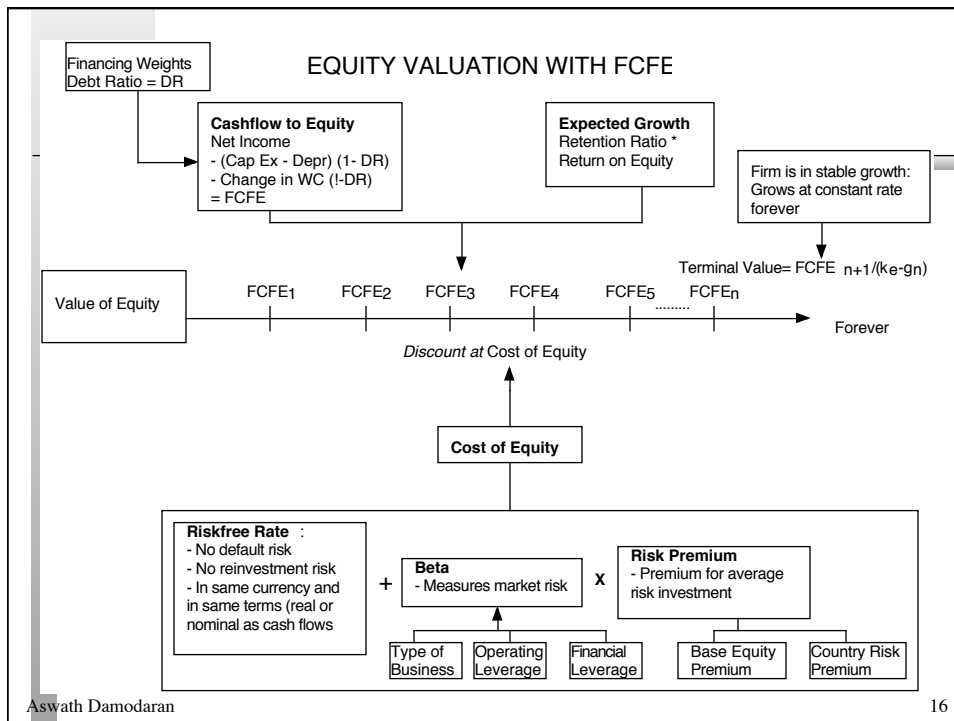 Financing Weights
Debt Ratio = DR
EQUITY VALUATION WITH FCFE
Cashflow to Equity
Net Income
- (Cap Ex - Depr) (1- DR)
- Change in WC (!-DR)
= FCFE
Expected Growth
Retention Ratio *
Return on Equity
Firm is in stable growth:
Grows at constant rate
forever
Terminal Value= FCFE n+1/(ke-gn)
Value of Equity
FCFE1 FCFE2 FCFE3 FCFE4 FCFE5 ......... FCFEn
Forever
Discount at Cost of Equity
Cost of Equity
Riskfree Rate :
- No default risk
- No reinvestment risk
- In same currency and
in same terms (real or
nominal as cash flows
+
Beta
- Measures market risk
X
Risk Premium
- Premium for average
risk investment
Type of
Business
Operating
Leverage
Financial
Leverage
Base Equity
Premium
Country Risk
Premium
Aswath Damodaran
16